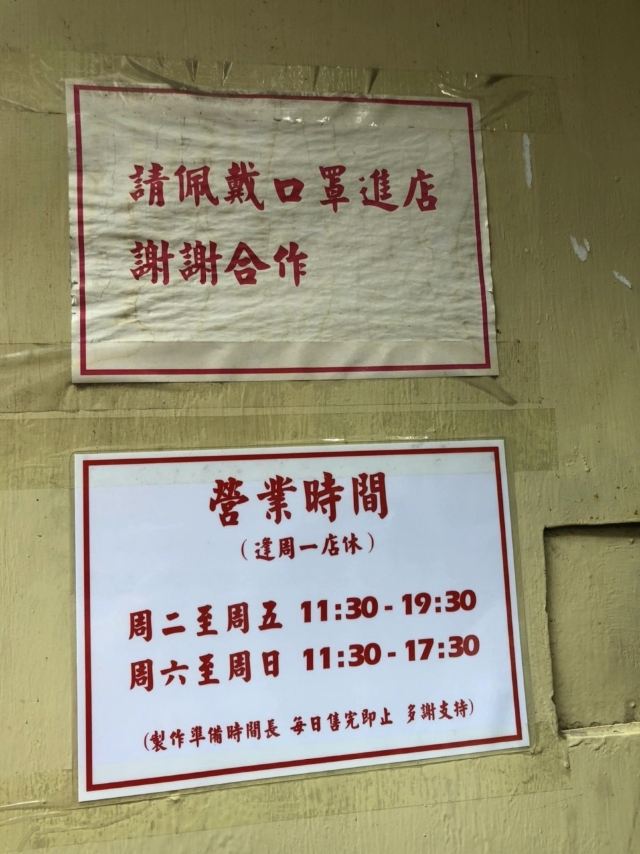 請佩戴口罩進店
謝謝合作
營業時間
(逢周一店休)
周二至周五 11:30 - 19:30
周六至周日 11:30 - 17:30
(製作準備時間長 每日售完即止 多謝支持)